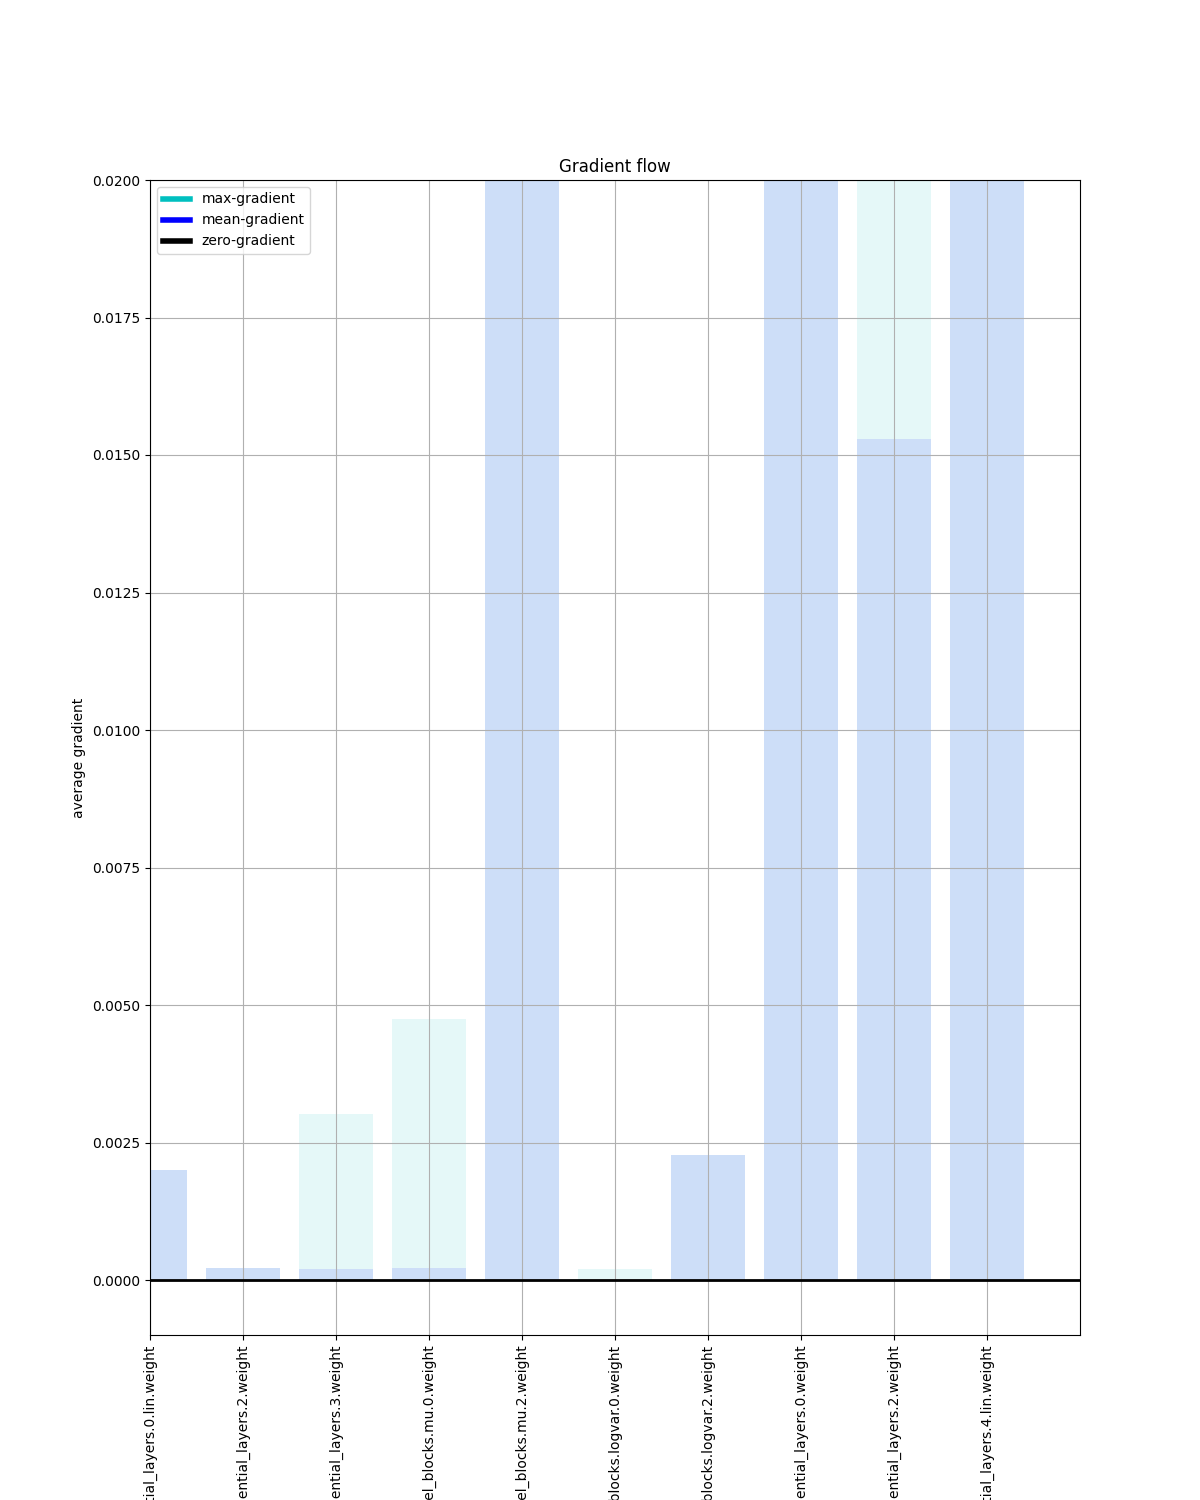 Gradient flow
max-gradient
mean-gradient
zero-gradient
0.0200
0.0175
0.0150
0.0125
0.0100
0.0075
0.0050
0.0025
0.0000
average gradient
tial_layers.0.lin.weight
ential_layers.2.weight
ential_layers.3.weight
el_blocks.mu.0.weight
el_blocks.mu.2.weight
blocks.logvar.0.weight
blocks.logvar.2.weight
ential_layers.0.weight
ential_layers.2.weight
tial_layers.4.lin.weight